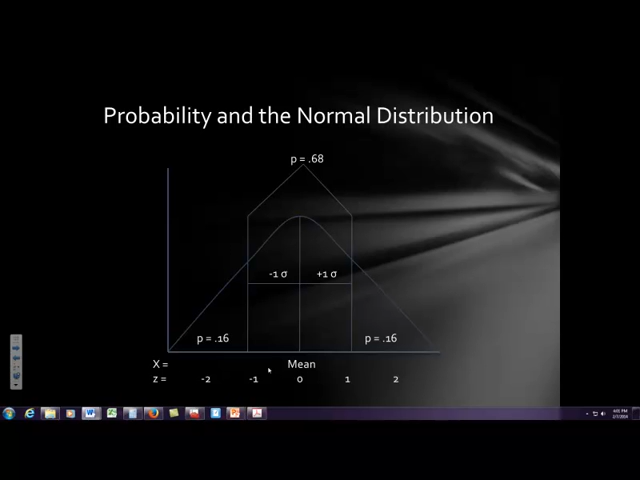 Probability and the Normal Distribution
p = .68
-1 σ +1 σ
p = .16 p = .16
X = Mean
z = -2 -1 0 1 2